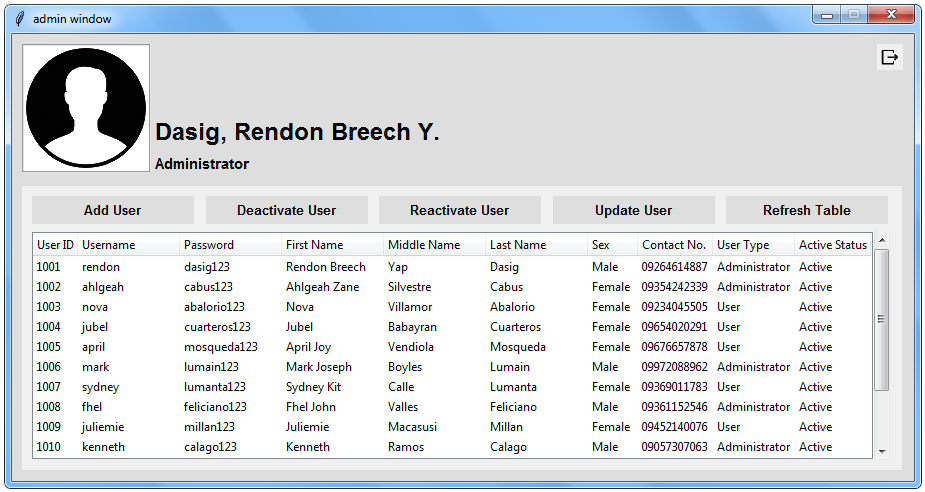 admin window
Dasig, Rendon Breech Y.
Administrator
Add User Deactivate User Reactivate User Update User Refresh Table
User ID Username Password First Name Middle Name Last Name Sex Contact No. User Type Active Status
1001 rendon dasig123 Rendon Breech Yap Dasig Male 09264614887 Administrator Active
1002 ahlgeah cabus123 Ahlgeah Zane Silvestre Cabus Female 09354242339 Administrator Active
1003 nova abalorio123 Nova Villamor Abalorio Female 09234045505 User Active
1004 jubel cuarteros123 Jubel Babayran Cuarteros Female 09654020291 User Active
1005 april mosqueda123 April Joy Vendiola Mosqueda Female 09676657878 User Active
1006 mark lumain123 Mark Joseph Boyles Lumain Male 09972088962 Administrator Active
1007 sydney lumanta123 Sydney Kit Calle Lumanta Female 09369011783 User Active
1008 fhel feliciano123 Fhel John Valles Feliciano Male 09361152546 Administrator Active
1009 juliemie millan123 Juliemie Macasusi Millan Female 09452140076 User Active
1010 kenneth calago123 Kenneth Ramos Calago Male 09057307063 Administrator Active